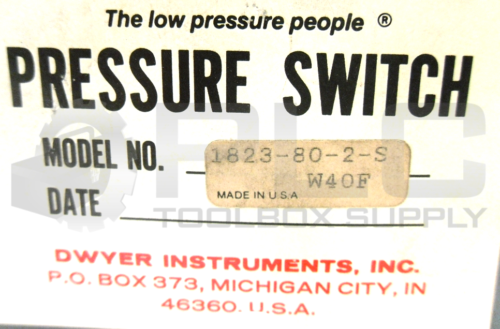 The low pressure people ®
PRESSURE SWITCH
MODEL NO. 1823-80-2-S
W40F
MADE IN U.S.A
DATE
PLC
TOOLBOX SUPPLY
DWYER INSTRUMENTS, INC.
P.O. BOX 373, MICHIGAN CITY, IN
46360. U.S.A.